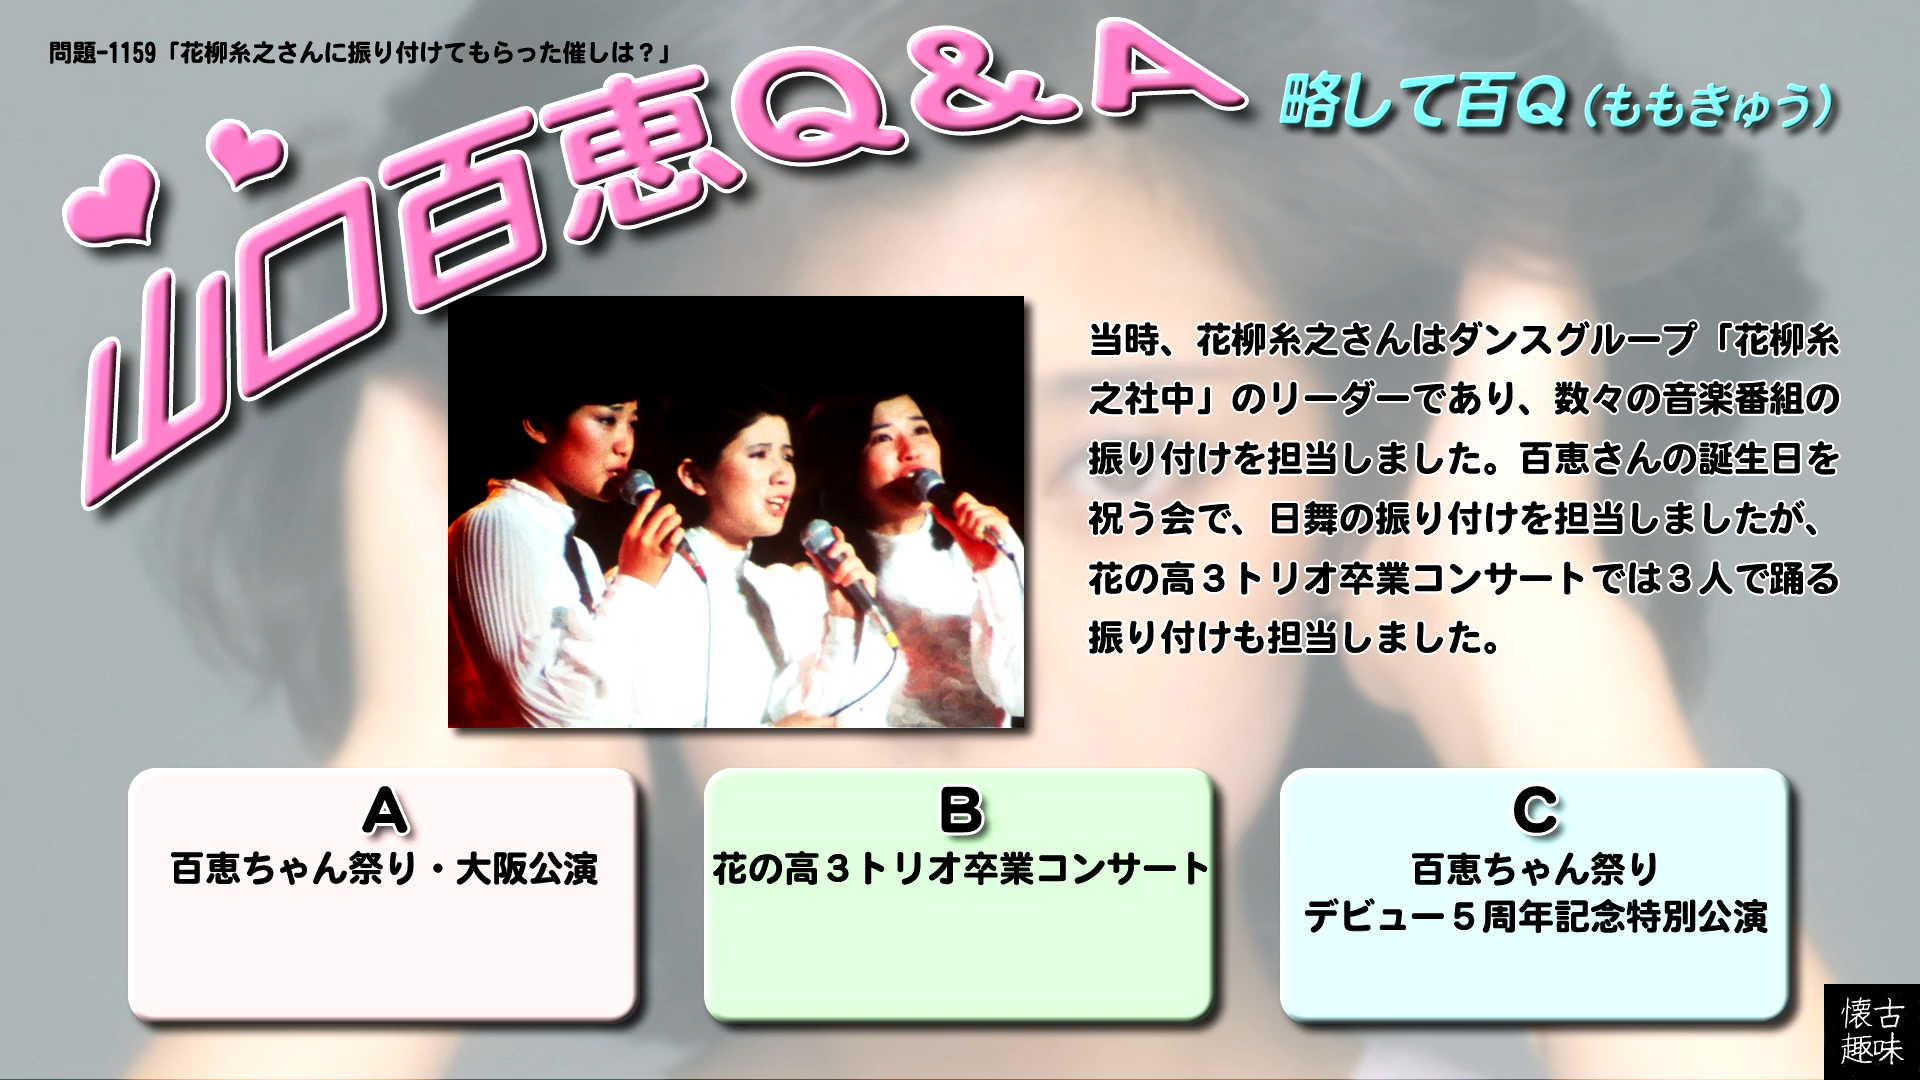 問題-1159「花柳糸之さんに振り付けてもらった催しは？」
山口百恵Q&A
略して百Q（ももきゅう）
当時、花柳糸之さんはダンスグループ「花柳糸
之社中」のリーダーであり、数々の音楽番組の
振り付けを担当しました。百恵さんの誕生日を
祝う会で、日舞の振り付けを担当しましたが、
花の高３トリオ卒業コンサートでは３人で踊る
振り付けも担当しました。
A
百恵ちゃん祭り・大阪公演
B
花の高３トリオ卒業コンサート
C
百恵ちゃん祭り
デビュー５周年記念特別公演
懐古
趣味